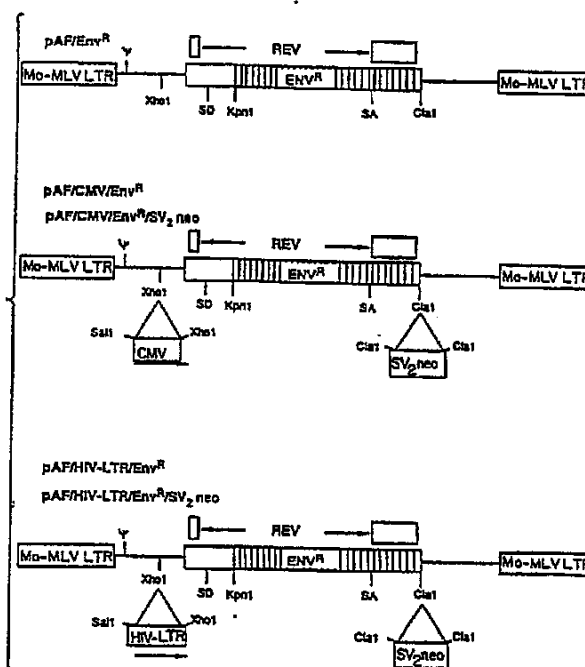 pAF/Env^R
REV
Ψ
Mo-MLV LTR ENV^R Mo-MLV LTR
Xho1 SD Kpn1 SA Cla1
pAF/CMV/Env^R
pAF/CMV/Env^R/SV₂ neo
REV
Ψ
Mo-MLV LTR ENV^R Mo-MLV LTR
Xho1 SD Kpn1 SA Cla1
Sal1 Xho1 Cla1 Cla1
CMV SV₂neo
pAF/HIV-LTR/Env^R
pAF/HIV-LTR/Env^R/SV₂ neo
REV
Ψ
Mo-MLV LTR ENV^R Mo-MLV LTR
Xho1 SD Kpn1 SA Cla1
Sal1 Xho1 Cla1 Cla1
HIV-LTR SV₂neo